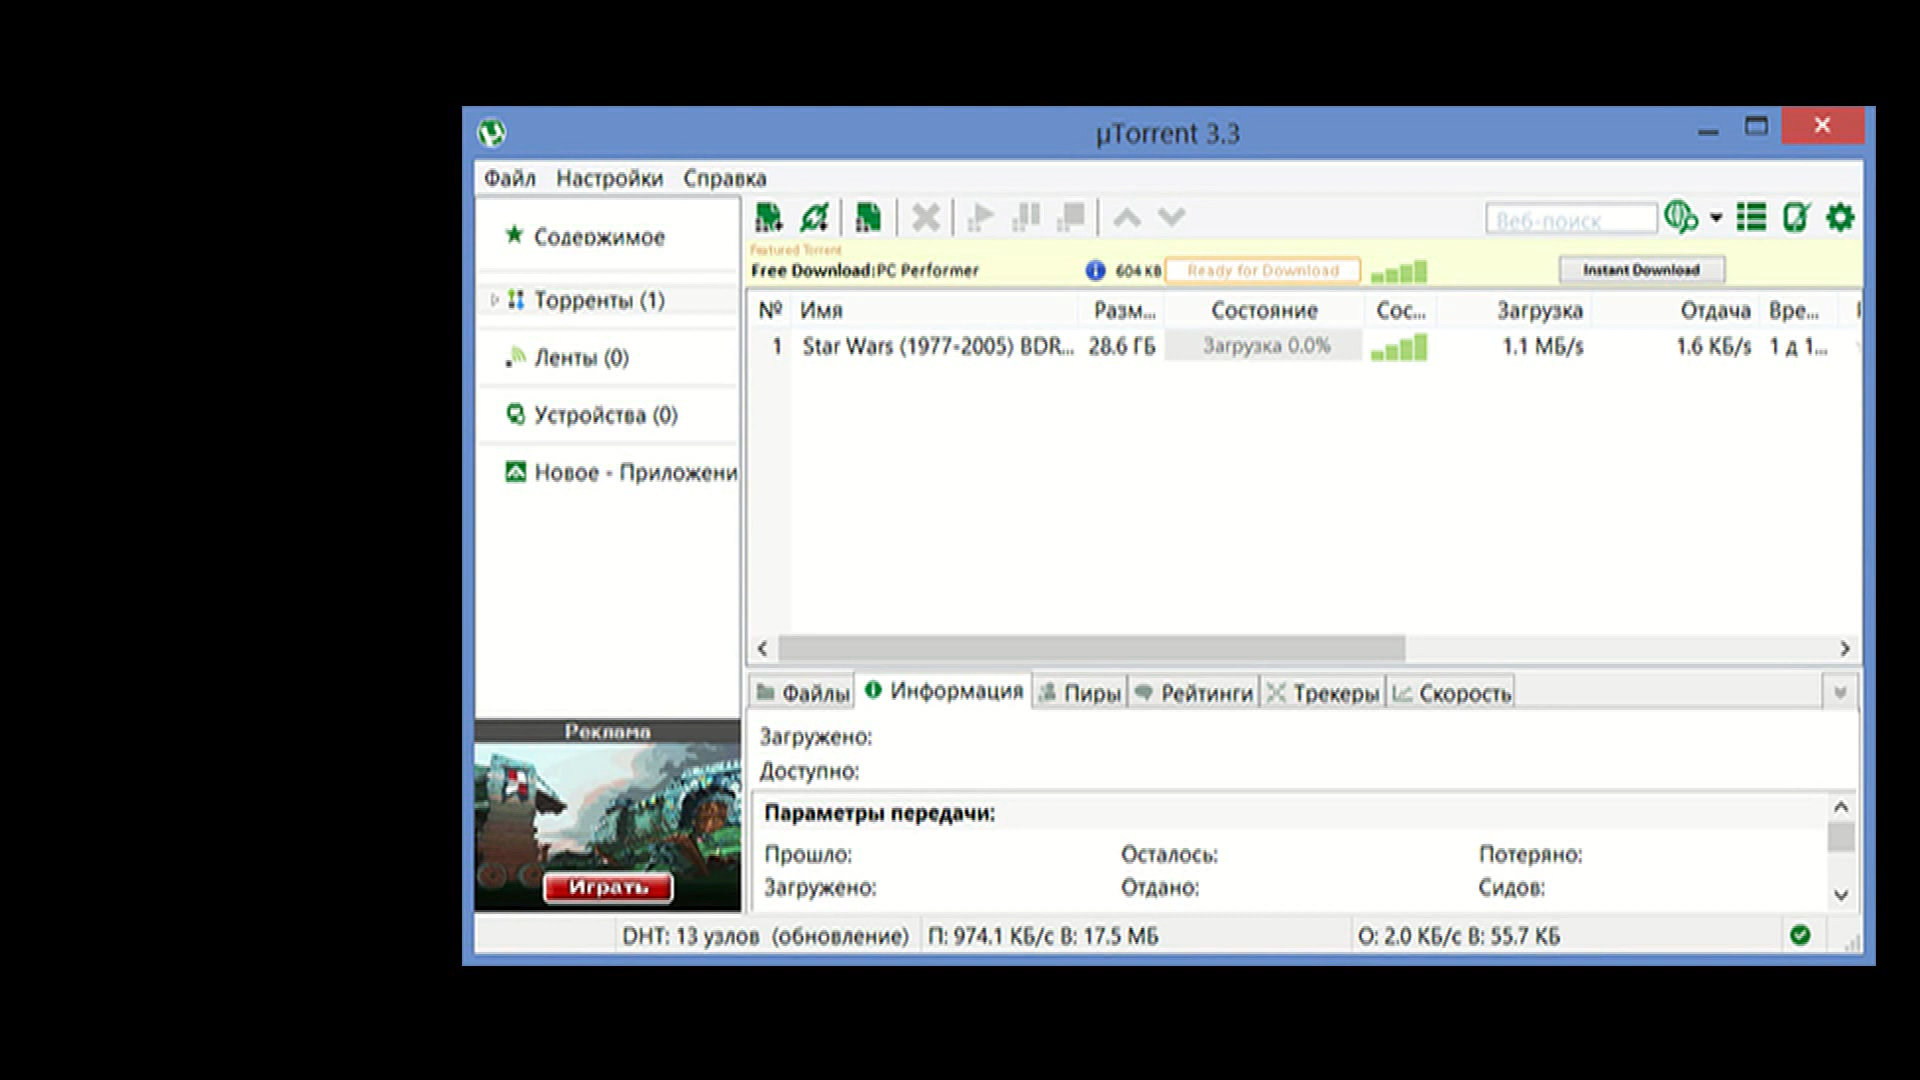 µTorrent 3.3
Файл Настройки Справка
Веб-поиск
Содержимое
Торренты (1)
Ленты (0)
Устройства (0)
Новое - Приложени
Featured Torrent
Free Download:PC Performer 604 KB Ready for Download Instant Download
№ Имя Разм... Состояние Сос... Загрузка Отдача Вре...
1 Star Wars (1977-2005) BDR... 28.6 ГБ Загрузка 0.0% 1.1 МБ/s 1.6 КБ/s 1 д 1...
Файлы Информация Пиры Рейтинги Трекеры Скорость
Загружено:
Доступно:
Параметры передачи:
Прошло: Осталось: Потеряно:
Загружено: Отдано: Сидов:
Реклама
Играть
DHT: 13 узлов (обновление) П: 974.1 КБ/с В: 17.5 МБ О: 2.0 КБ/с В: 55.7 КБ